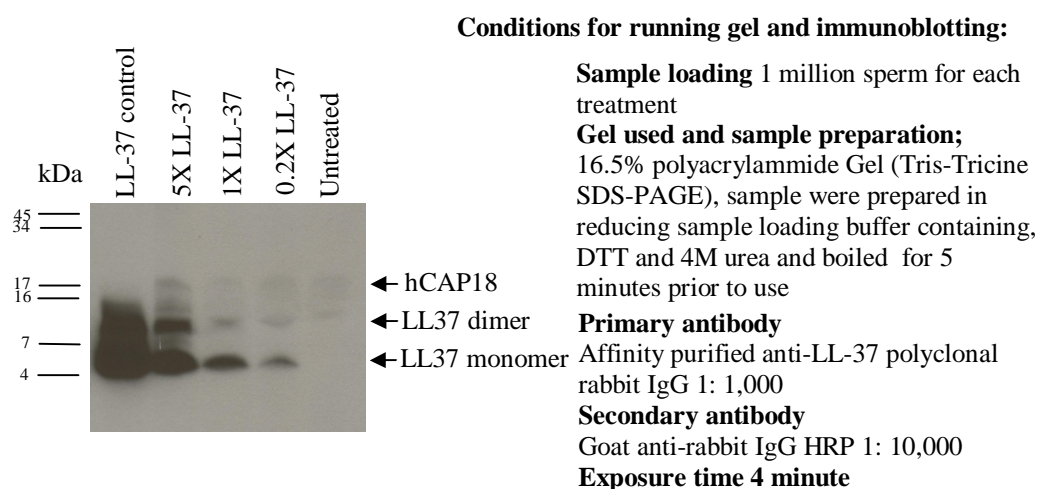 Conditions for running gel and immunoblotting:
LL-37 control
5X LL-37
1X LL-37
0.2X LL-37
Untreated
kDa
45
34
17
16
7
4
hCAP18
LL37 dimer
LL37 monomer
Sample loading 1 million sperm for each
treatment
Gel used and sample preparation;
16.5% polyacrylammide Gel (Tris-Tricine
SDS-PAGE), sample were prepared in
reducing sample loading buffer containing,
DTT and 4M urea and boiled for 5
minutes prior to use
Primary antibody
Affinity purified anti-LL-37 polyclonal
rabbit IgG 1: 1,000
Secondary antibody
Goat anti-rabbit IgG HRP 1: 10,000
Exposure time 4 minute